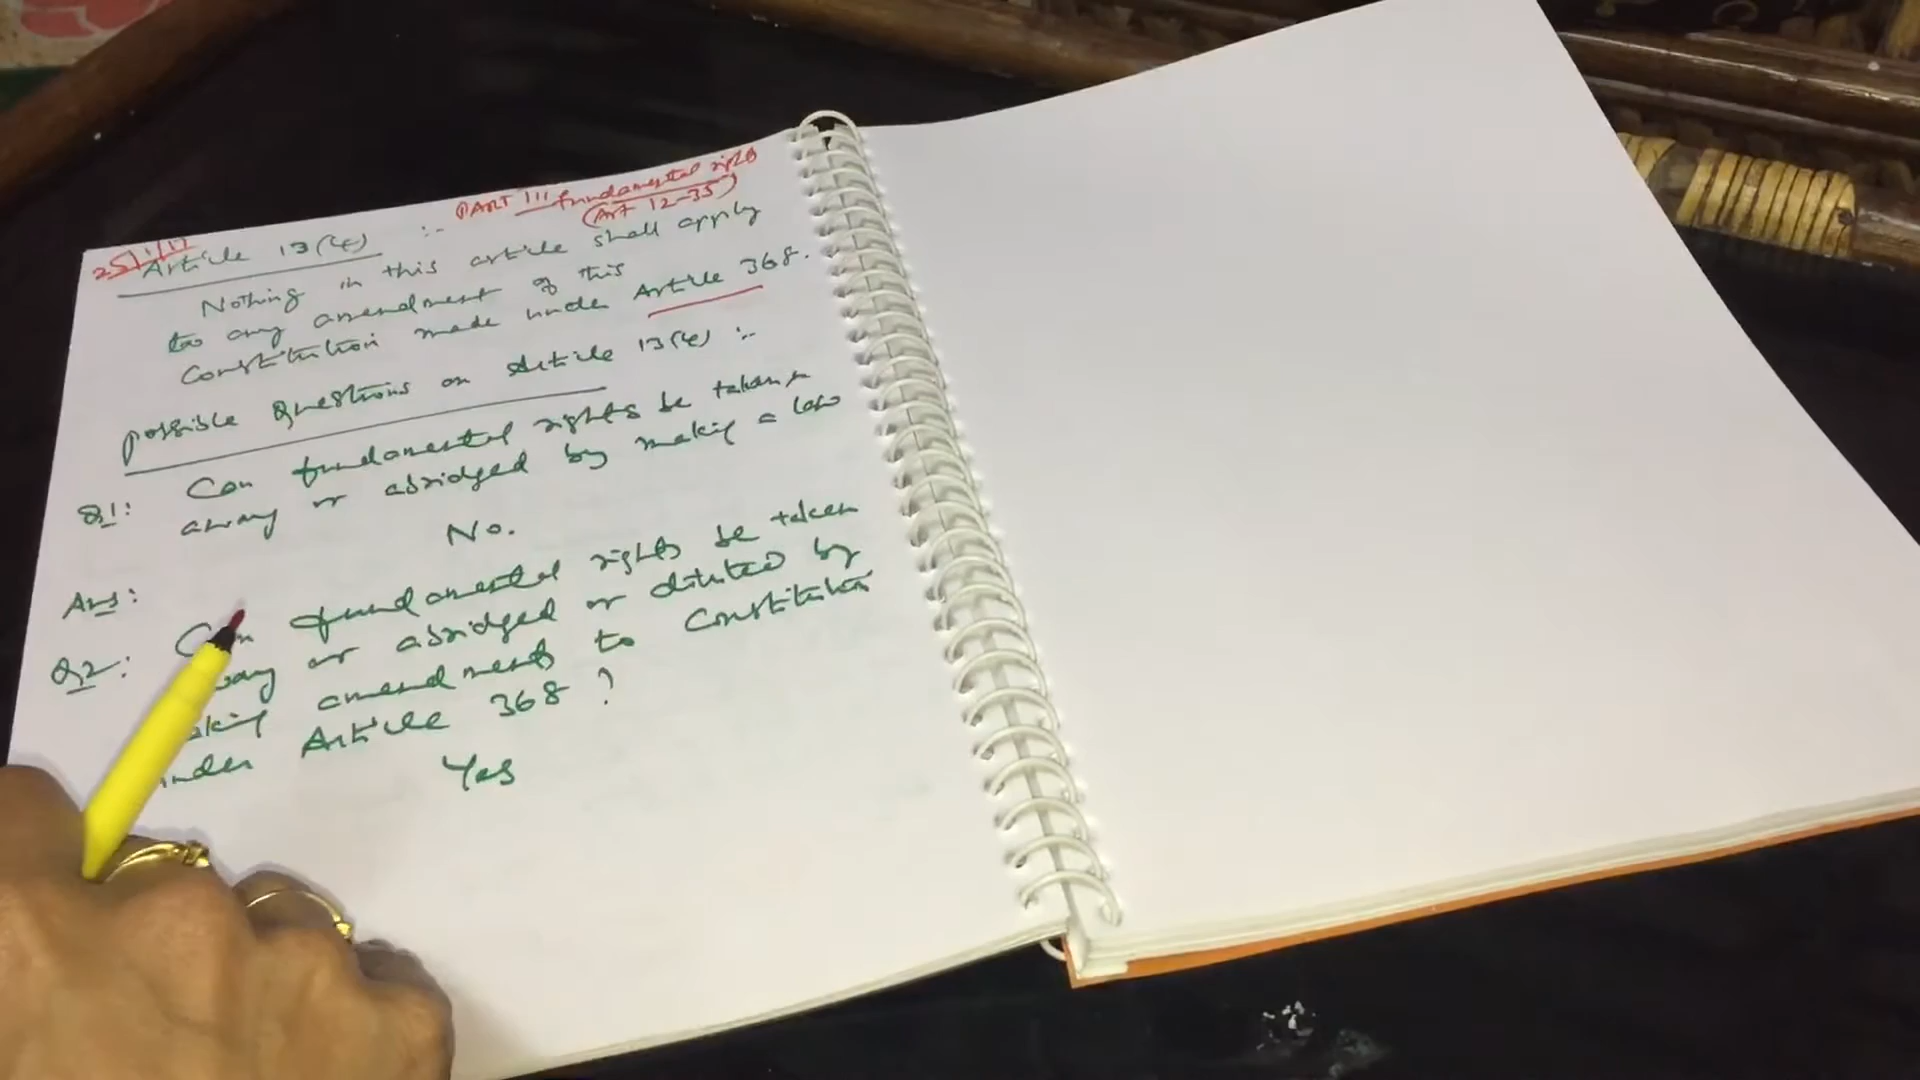 PART III Fundamental rights
(Art 12-35)
25/1/17
Article 13(4) :-
Nothing in this article shall apply
to any amendment of this
Constitution made under Article 368.
possible Questions on Article 13(4) :-
Q1: Can fundamental rights be taken
away or abridged by making a law
Ans: No.
Q2: Can fundamental rights be taken
away or abridged or diluted by
making amendments to Constitution
under Article 368 ?
Yes